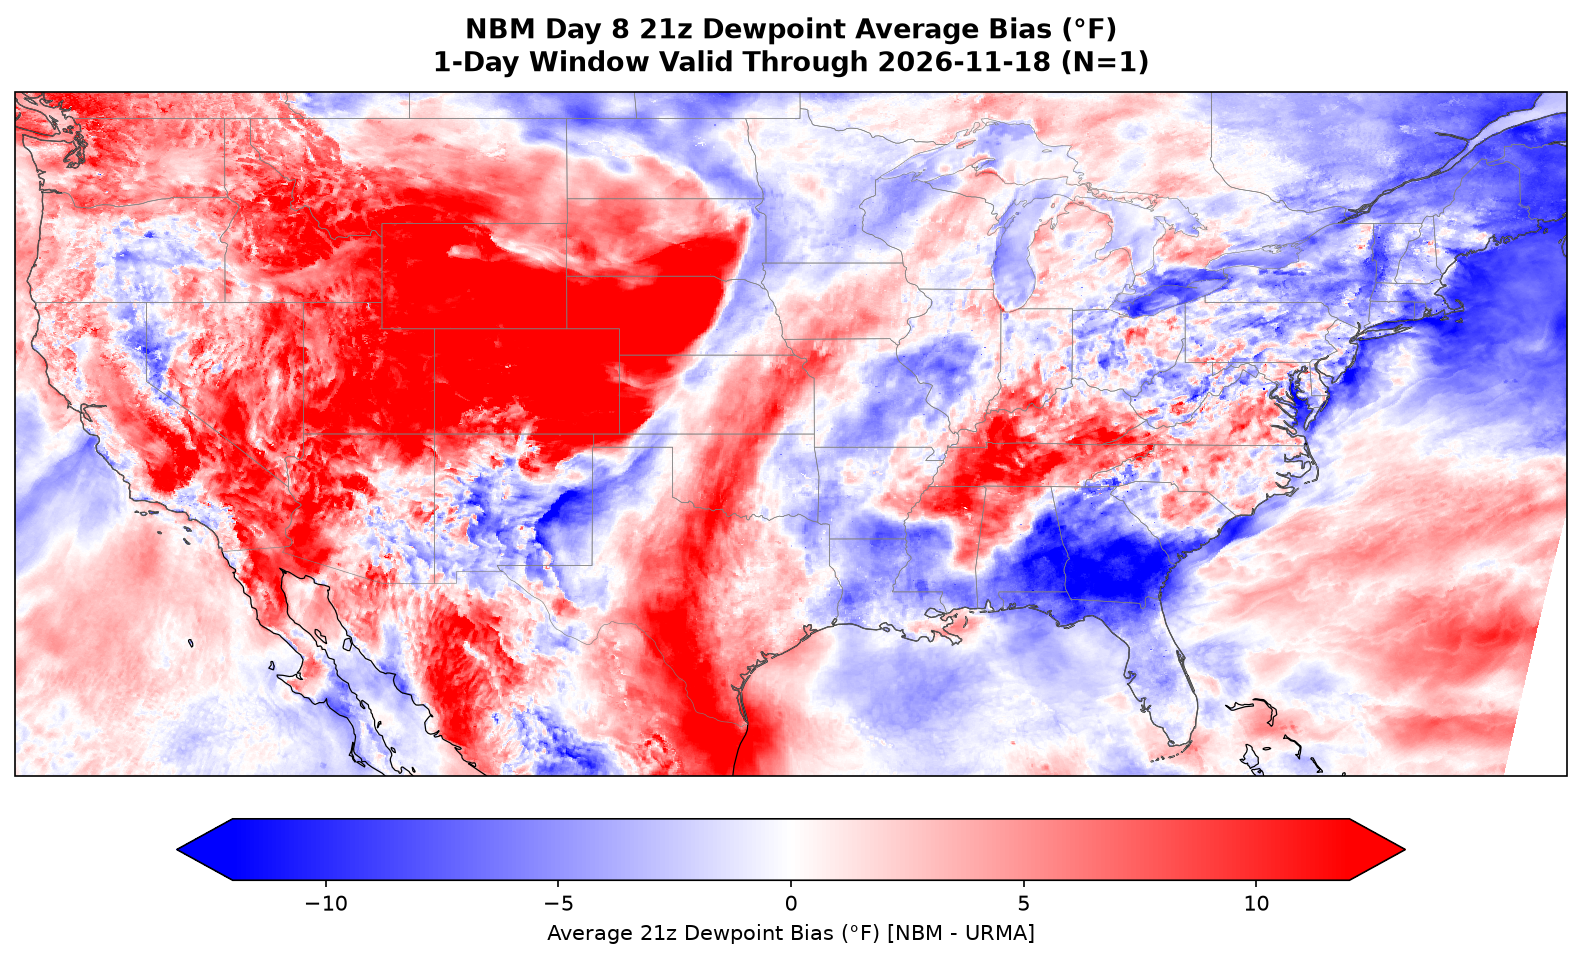 NBM Day 8 21z Dewpoint Average Bias (°F)
1-Day Window Valid Through 2026-11-18 (N=1)
−10 −5 0 5 10
Average 21z Dewpoint Bias (°F) [NBM - URMA]